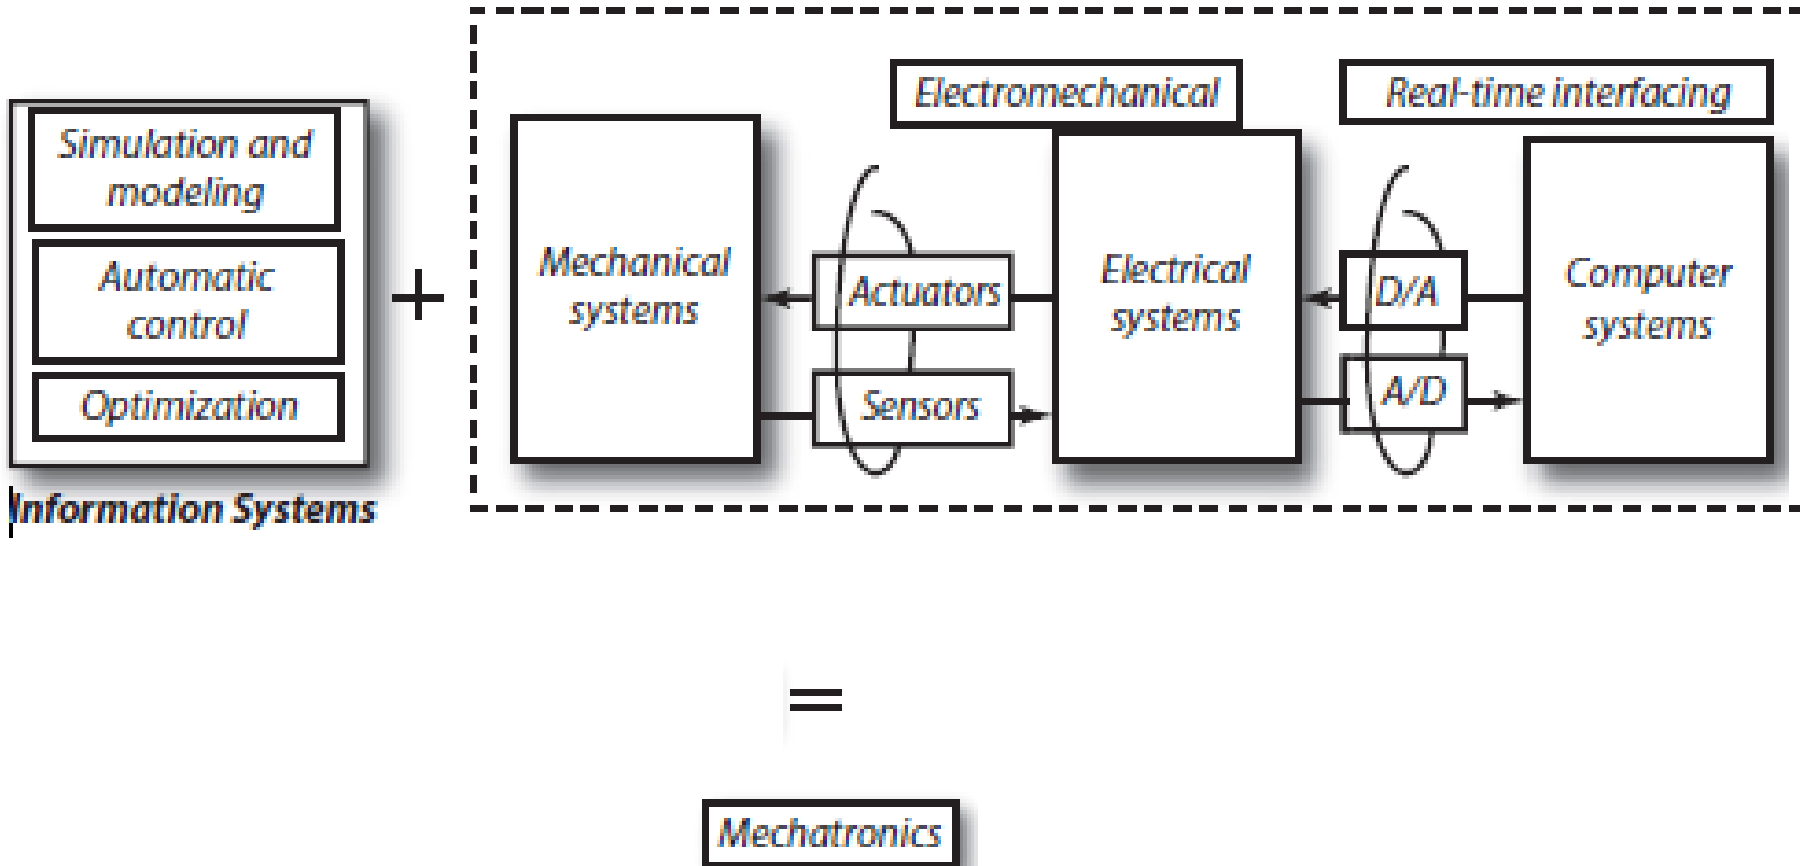 Simulation and
modeling
Automatic
control
Optimization
Information Systems
+
Electromechanical
Real-time interfacing
Mechanical
systems
Actuators
Sensors
Electrical
systems
D/A
A/D
Computer
systems
=
Mechatronics